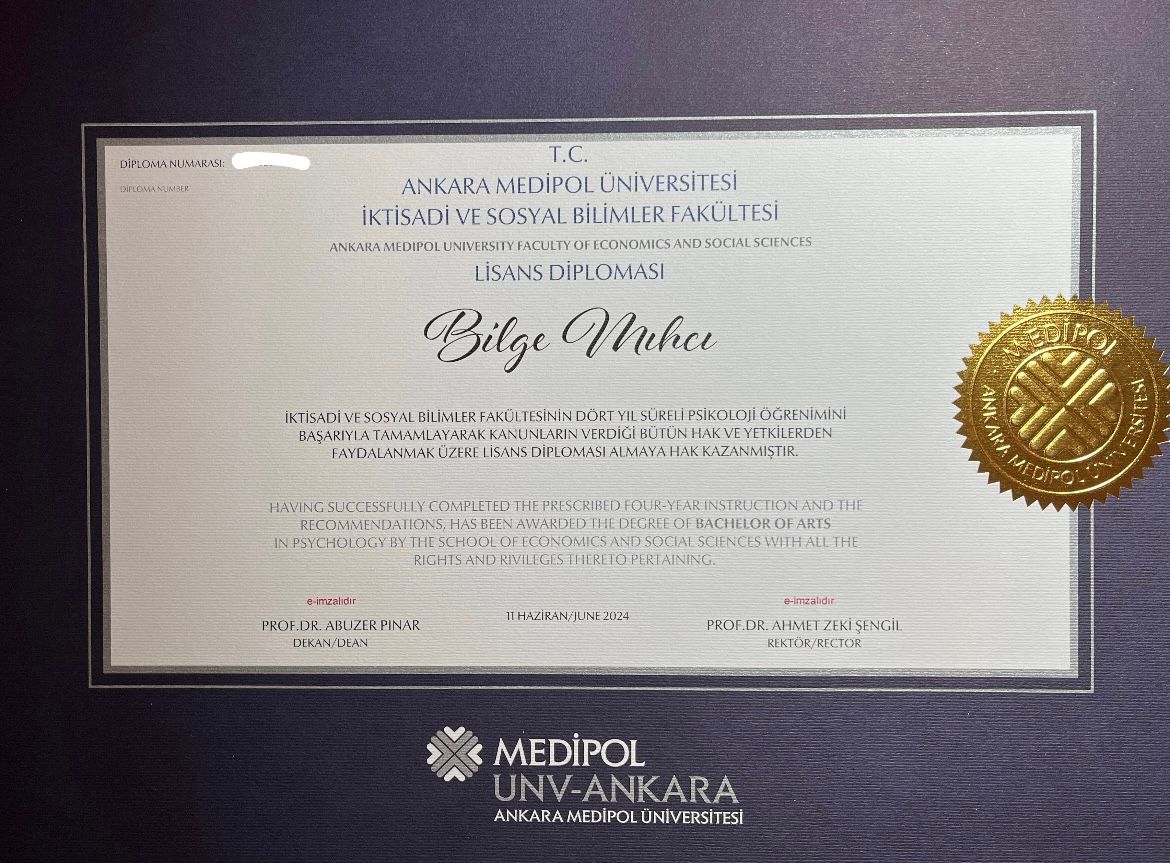 DİPLOMA NUMARASI:
DİPLOMA NUMBER
T.C.
ANKARA MEDİPOL ÜNİVERSİTESİ
İKTİSADİ VE SOSYAL BİLİMLER FAKÜLTESİ
ANKARA MEDIPOL UNIVERSITY FACULTY OF ECONOMICS AND SOCIAL SCIENCES
LİSANS DİPLOMASI
Bilge Mıhcı
İKTİSADİ VE SOSYAL BİLİMLER FAKÜLTESİNİN DÖRT YIL SÜRELİ PSİKOLOJİ ÖĞRENİMİNİ
BAŞARIYLA TAMAMLAYARAK KANUNLARIN VERDİĞİ BÜTÜN HAK VE YETKİLERDEN
FAYDALANMAK ÜZERE LİSANS DİPLOMASI ALMAYA HAK KAZANMIŞTIR.
HAVING SUCCESSFULLY COMPLETED THE PRESCRIBED FOUR-YEAR INSTRUCTION AND THE
RECOMMENDATIONS, HAS BEEN AWARDED THE DEGREE OF BACHELOR OF ARTS
IN PSYCHOLOGY BY THE SCHOOL OF ECONOMICS AND SOCIAL SCIENCES WITH ALL THE
RIGHTS AND RIVILEGES THERETO PERTAINING.
e-imzalıdır
PROF.DR. ABUZER PINAR
DEKAN/DEAN
11 HAZİRAN/JUNE 2024
e-imzalıdır
PROF.DR. AHMET ZEKİ ŞENGİL
REKTÖR/RECTOR
MEDİPOL
ANKARA MEDİPOL ÜNİVERSİTESİ
MEDİPOL
UNV-ANKARA
ANKARA MEDİPOL ÜNİVERSİTESİ